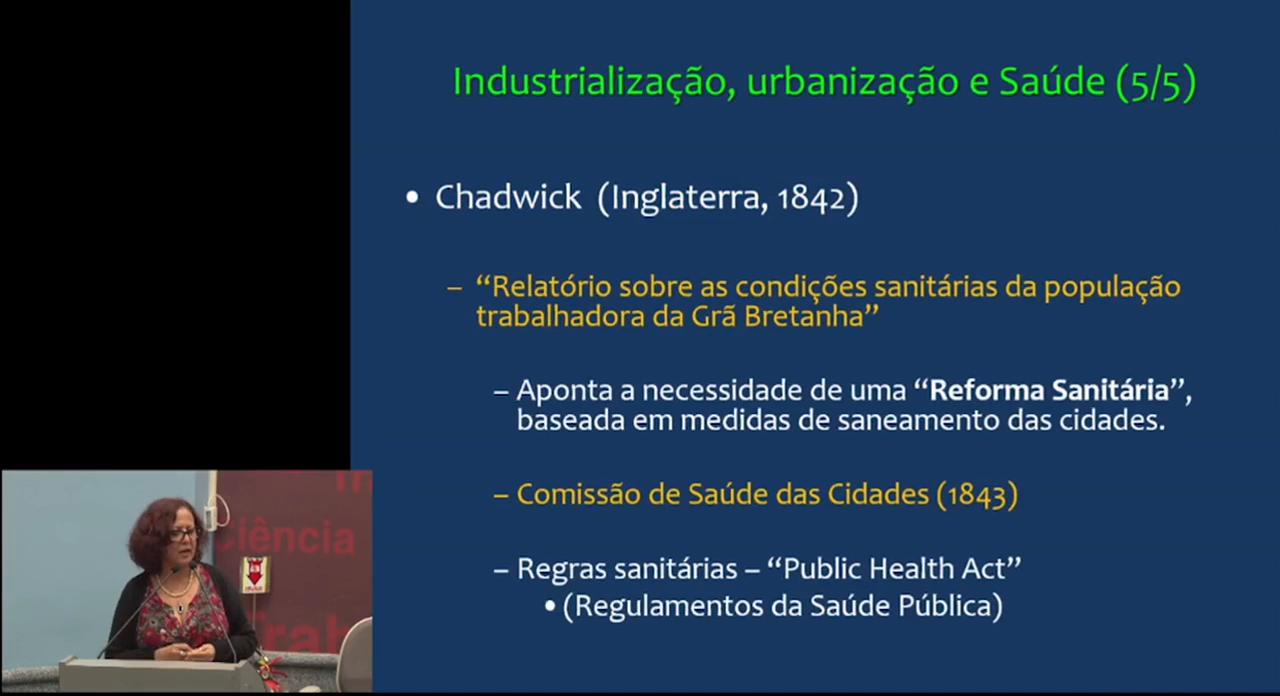 Industrialização, urbanização e Saúde (5/5)
• Chadwick (Inglaterra, 1842)
– “Relatório sobre as condições sanitárias da população
trabalhadora da Grã Bretanha”
– Aponta a necessidade de uma “Reforma Sanitária”,
baseada em medidas de saneamento das cidades.
– Comissão de Saúde das Cidades (1843)
– Regras sanitárias – “Public Health Act”
• (Regulamentos da Saúde Pública)
ciência
Trab